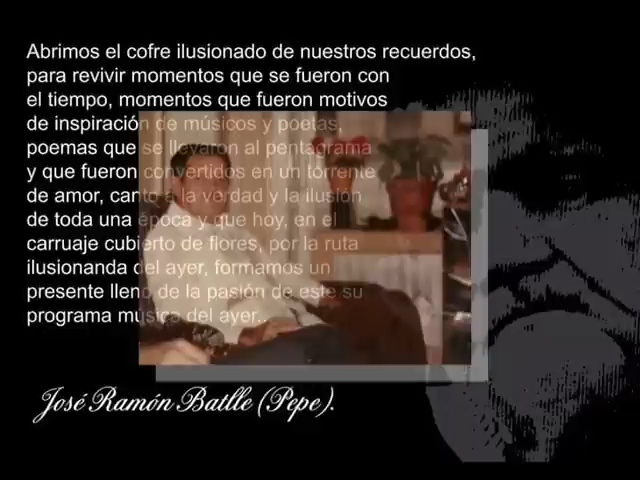 Abrimos el cofre ilusionado de nuestros recuerdos,
para revivir momentos que se fueron con
el tiempo, momentos que fueron motivos
de inspiración de músicos y poetas,
poemas que se llevaron al pentagrama
y que fueron convertidos en un torrente
de amor, canto a la verdad y la ilusión
de toda una época y que hoy, en el
carruaje cubierto de flores, por la ruta
ilusionanda del ayer, formamos un
presente lleno de la pasión de este su
programa música del ayer..
José Ramón Batlle (Pepe).